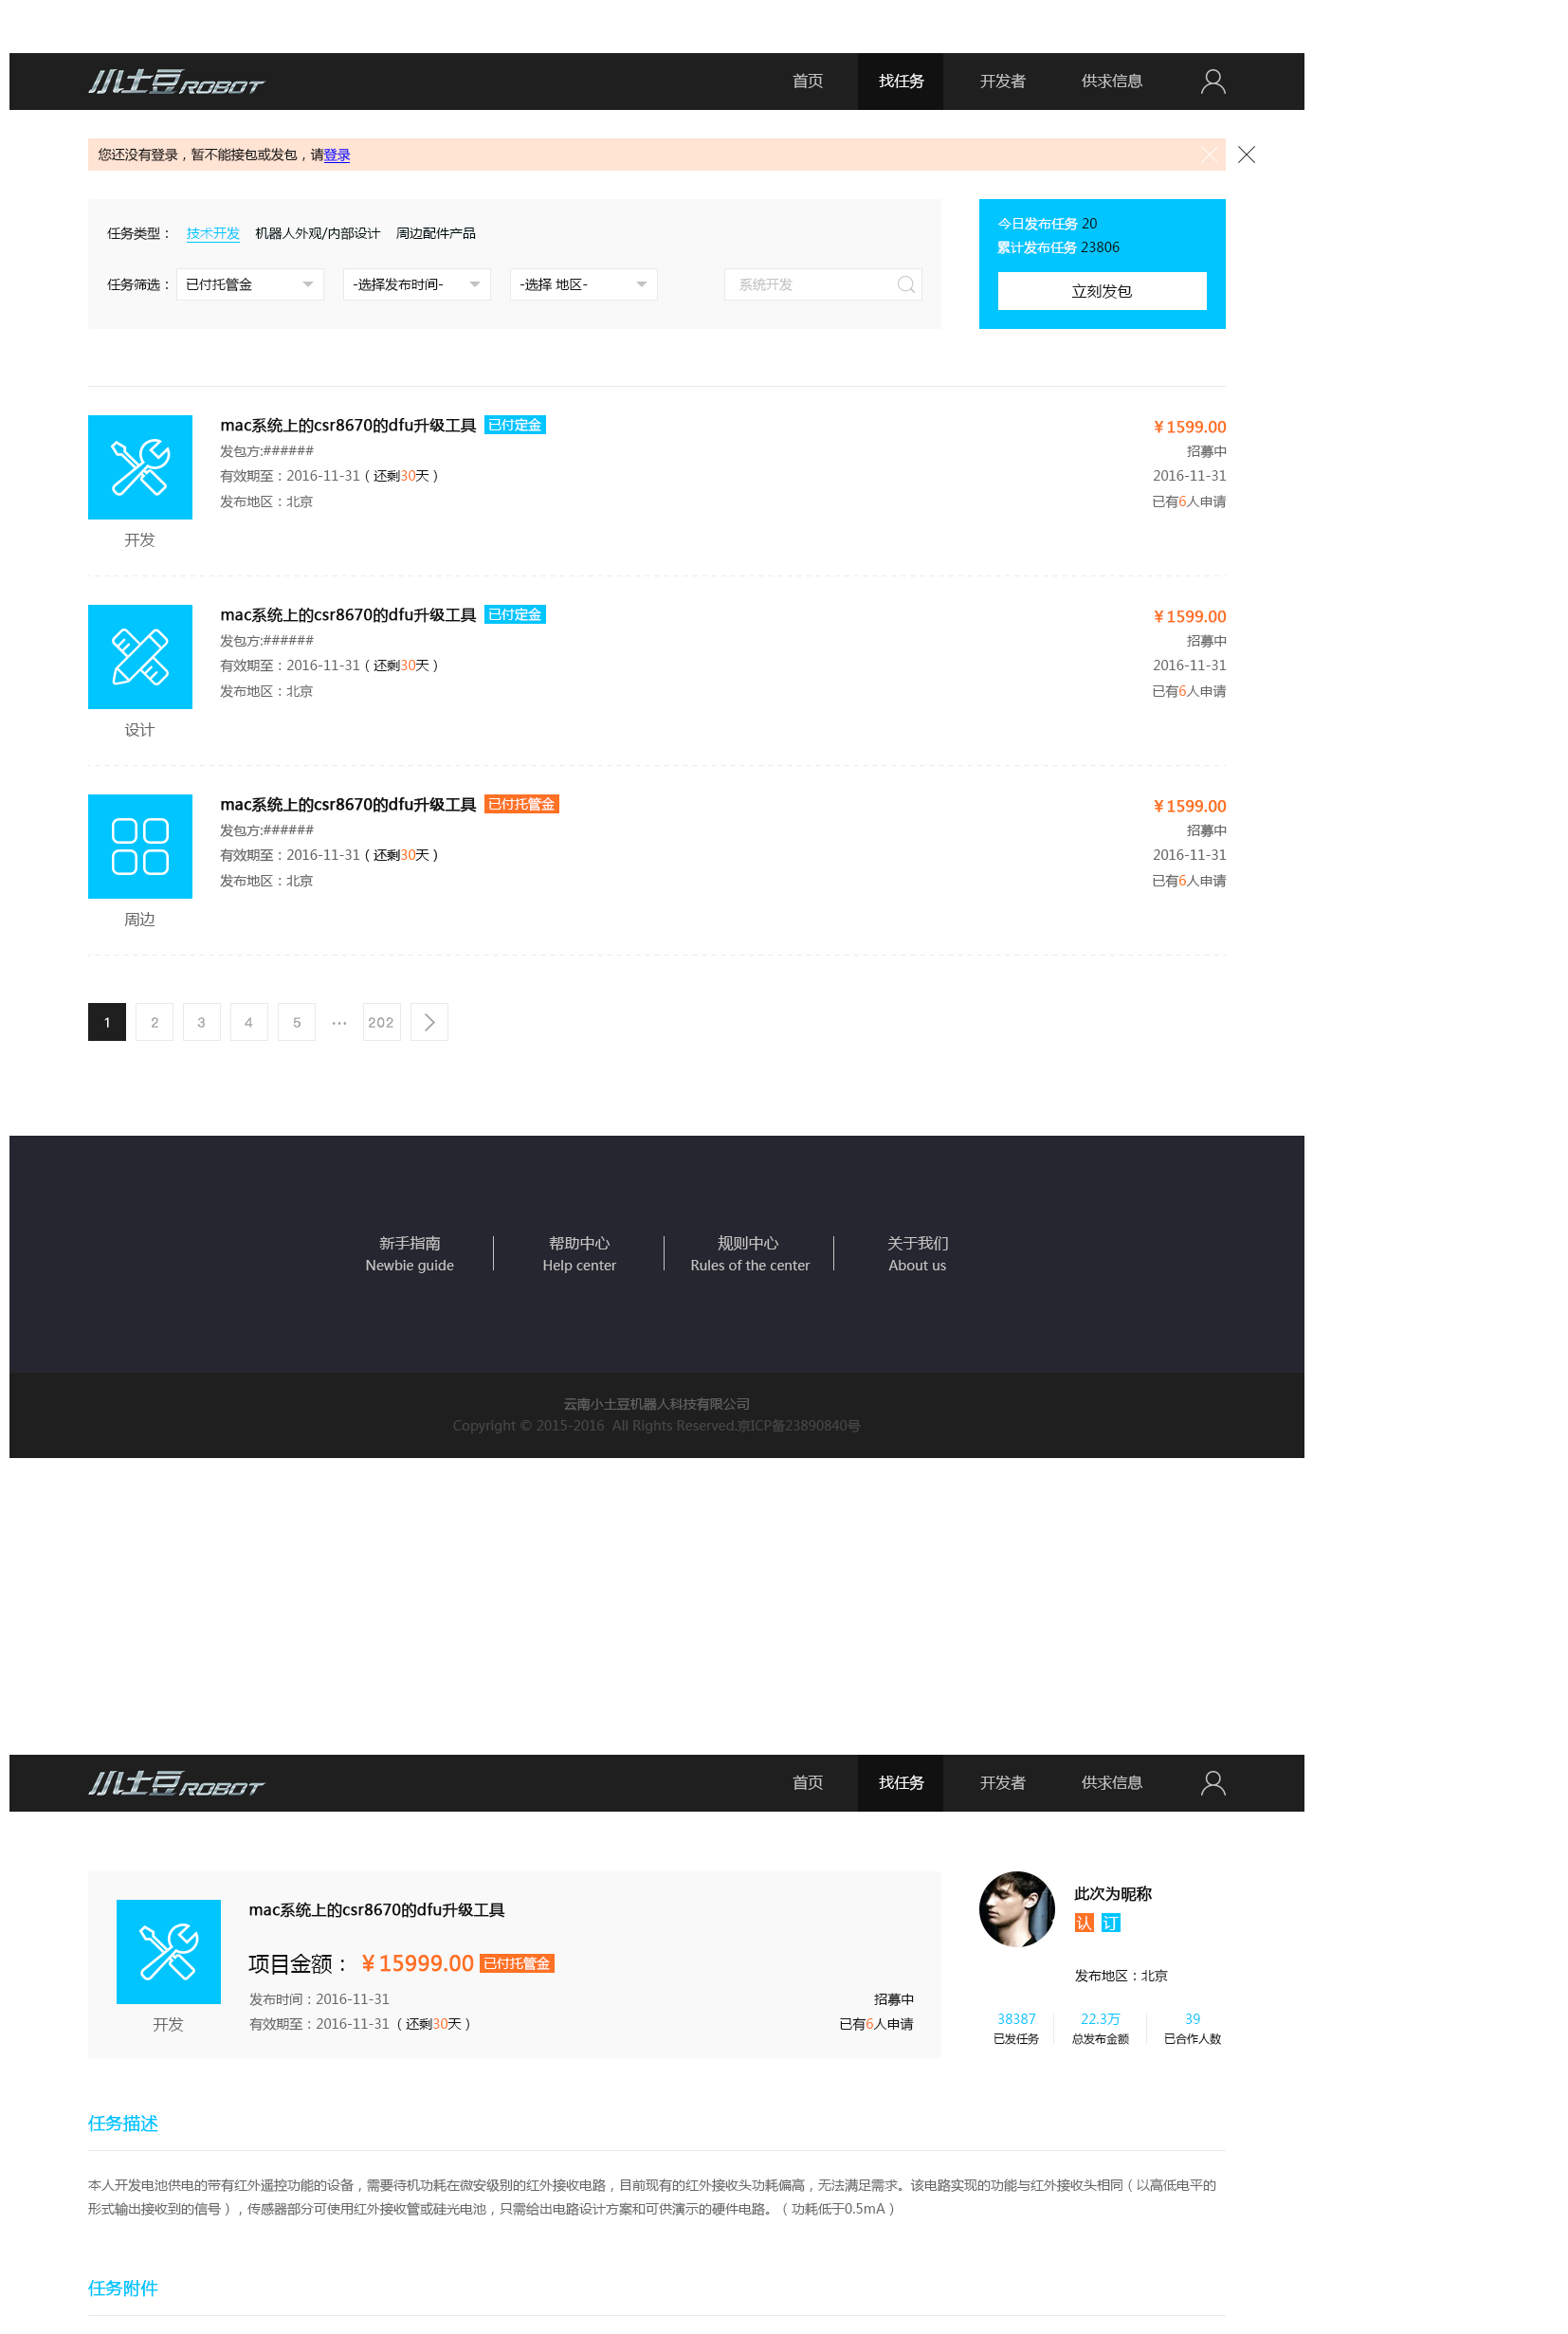 小土豆ROBOT
首页 找任务 开发者 供求信息
您还没有登录，暂不能接包或发包，请登录
任务类型： 技术开发 机器人外观/内部设计 周边配件产品
任务筛选： 已付托管金 -选择发布时间- -选择 地区- 系统开发
今日发布任务 20
累计发布任务 23806
立刻发包
mac系统上的csr8670的dfu升级工具 已付定金
￥1599.00
发包方:######
招募中
有效期至：2016-11-31（还剩30天）
2016-11-31
发布地区：北京
已有6人申请
开发
mac系统上的csr8670的dfu升级工具 已付定金
￥1599.00
发包方:######
招募中
有效期至：2016-11-31（还剩30天）
2016-11-31
发布地区：北京
已有6人申请
设计
mac系统上的csr8670的dfu升级工具 已付托管金
￥1599.00
发包方:######
招募中
有效期至：2016-11-31（还剩30天）
2016-11-31
发布地区：北京
已有6人申请
周边
1 2 3 4 5 ··· 202
新手指南 帮助中心 规则中心 关于我们
Newbie guide Help center Rules of the center About us
云南小土豆机器人科技有限公司
Copyright © 2015-2016 All Rights Reserved.京ICP备23890840号
小土豆ROBOT
首页 找任务 开发者 供求信息
mac系统上的csr8670的dfu升级工具
项目金额： ￥15999.00 已付托管金
发布时间：2016-11-31
招募中
有效期至：2016-11-31 （还剩30天）
已有6人申请
开发
此次为昵称
认 订
发布地区：北京
38387 22.3万 39
已发任务 总发布金额 已合作人数
任务描述
本人开发电池供电的带有红外遥控功能的设备，需要待机功耗在微安级别的红外接收电路，目前现有的红外接收头功耗偏高，无法满足需求。该电路实现的功能与红外接收头相同（以高低电平的
形式输出接收到的信号），传感器部分可使用红外接收管或硅光电池，只需给出电路设计方案和可供演示的硬件电路。（功耗低于0.5mA）
任务附件